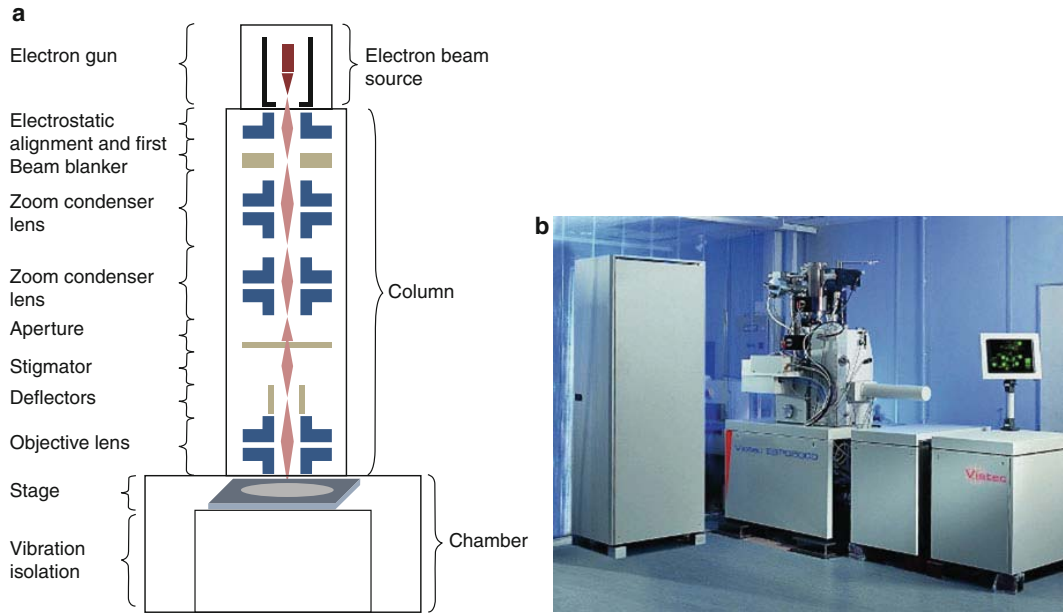 a
Electron gun
Electron beam
source
Electrostatic
alignment and first
Beam blanker
Zoom condenser
lens
Zoom condenser
lens
Column
Aperture
Stigmator
Deflectors
Objective lens
Stage
Vibration
isolation
Chamber
b
Vistec
Vistec